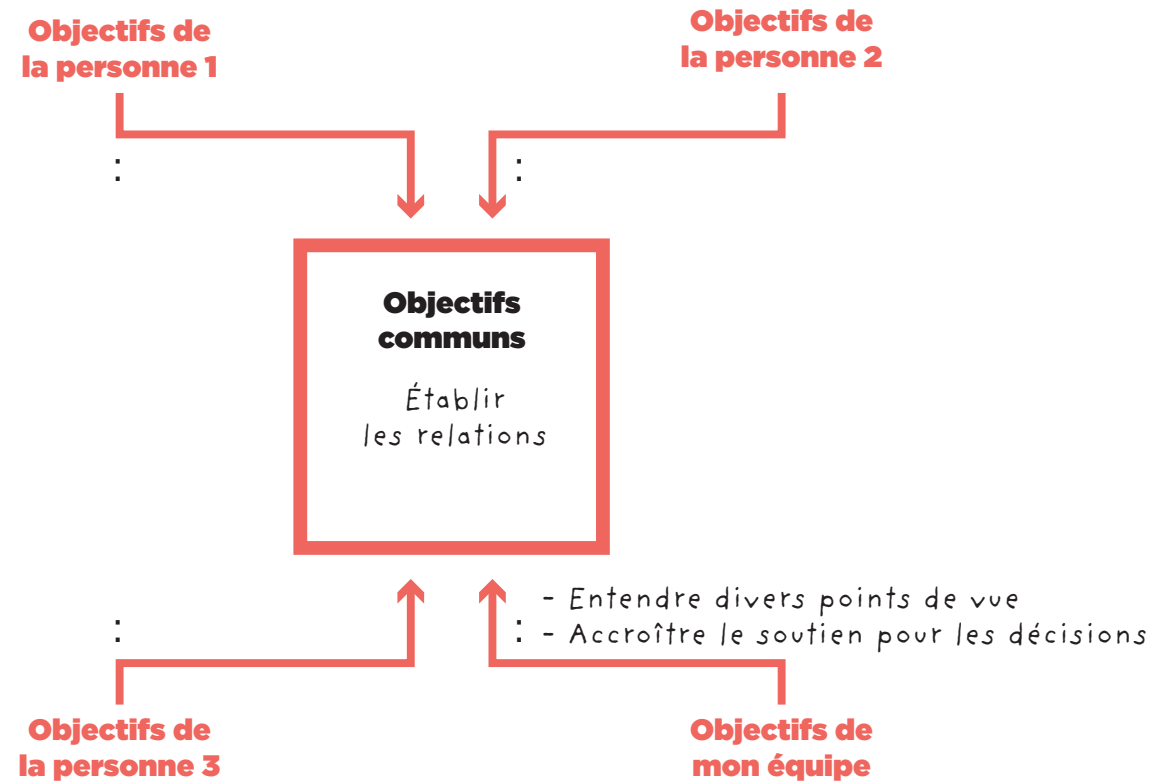 Objectifs de
la personne 1
Objectifs de
la personne 2
:
:
Objectifs
communs
Établir
les relations
:
:
- Entendre divers points de vue
- Accroître le soutien pour les décisions
Objectifs de
la personne 3
Objectifs de
mon équipe